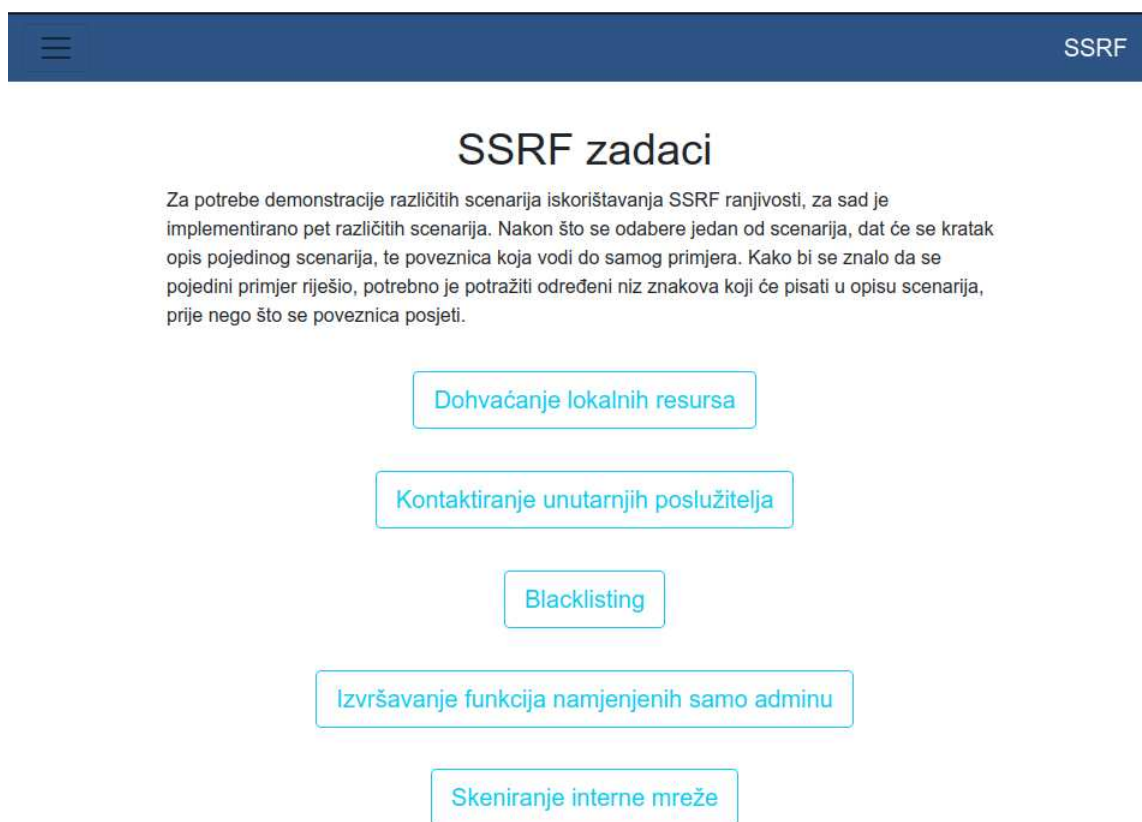 SSRF
SSRF zadaci
Za potrebe demonstracije različitih scenarija iskorištavanja SSRF ranjivosti, za sad je
implementirano pet različitih scenarija. Nakon što se odabere jedan od scenarija, dat će se kratak
opis pojedinog scenarija, te poveznica koja vodi do samog primjera. Kako bi se znalo da se
pojedini primjer riješio, potrebno je potražiti određeni niz znakova koji će pisati u opisu scenarija,
prije nego što se poveznica posjeti.
Dohvaćanje lokalnih resursa
Kontaktiranje unutarnjih poslužitelja
Blacklisting
Izvršavanje funkcija namjenjenih samo adminu
Skeniranje interne mreže